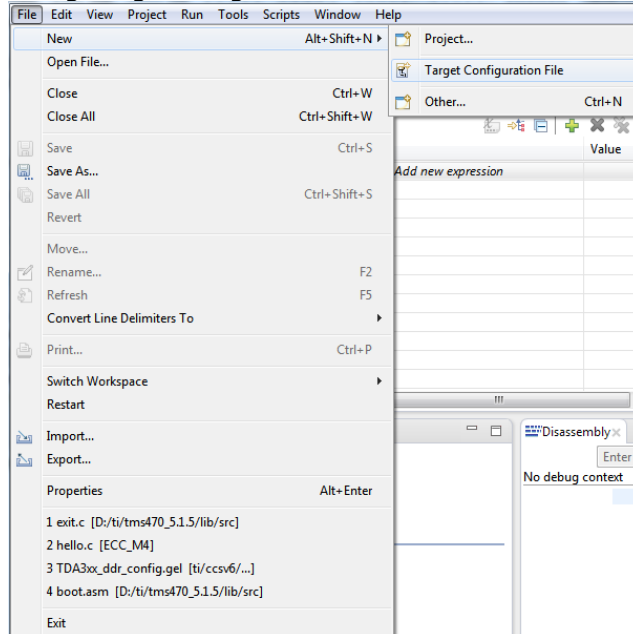 File Edit View Project Run Tools Scripts Window Help
New Alt+Shift+N
Project...
Open File...
Target Configuration File
Close Ctrl+W
Other... Ctrl+N
Close All Ctrl+Shift+W
Value
Save Ctrl+S
Save As...
Add new expression
Save All Ctrl+Shift+S
Revert
Move...
Rename... F2
Refresh F5
Convert Line Delimiters To
Print... Ctrl+P
Switch Workspace
Restart
Import...
Disassembly
Export...
Enter
No debug context
Properties Alt+Enter
1 exit.c [D:/ti/tms470_5.1.5/lib/src]
2 hello.c [ECC_M4]
3 TDA3xx_ddr_config.gel [ti/ccsv6/...]
4 boot.asm [D:/ti/tms470_5.1.5/lib/src]
Exit